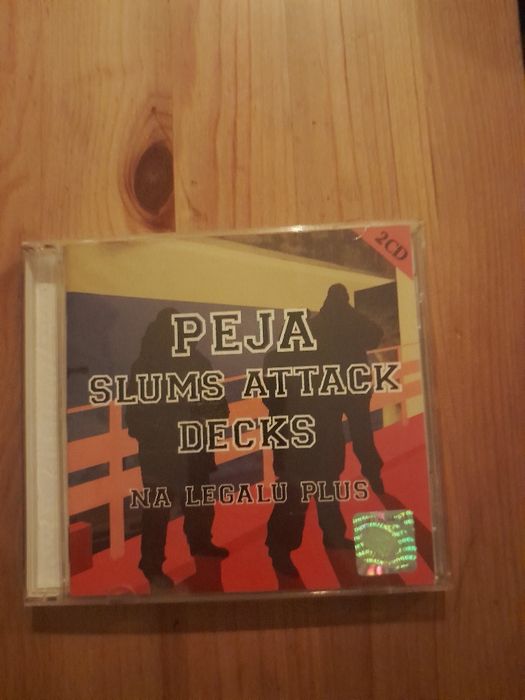 2CD
PEJA
SLUMS ATTACK
DECKS
NA LEGALU PLUS